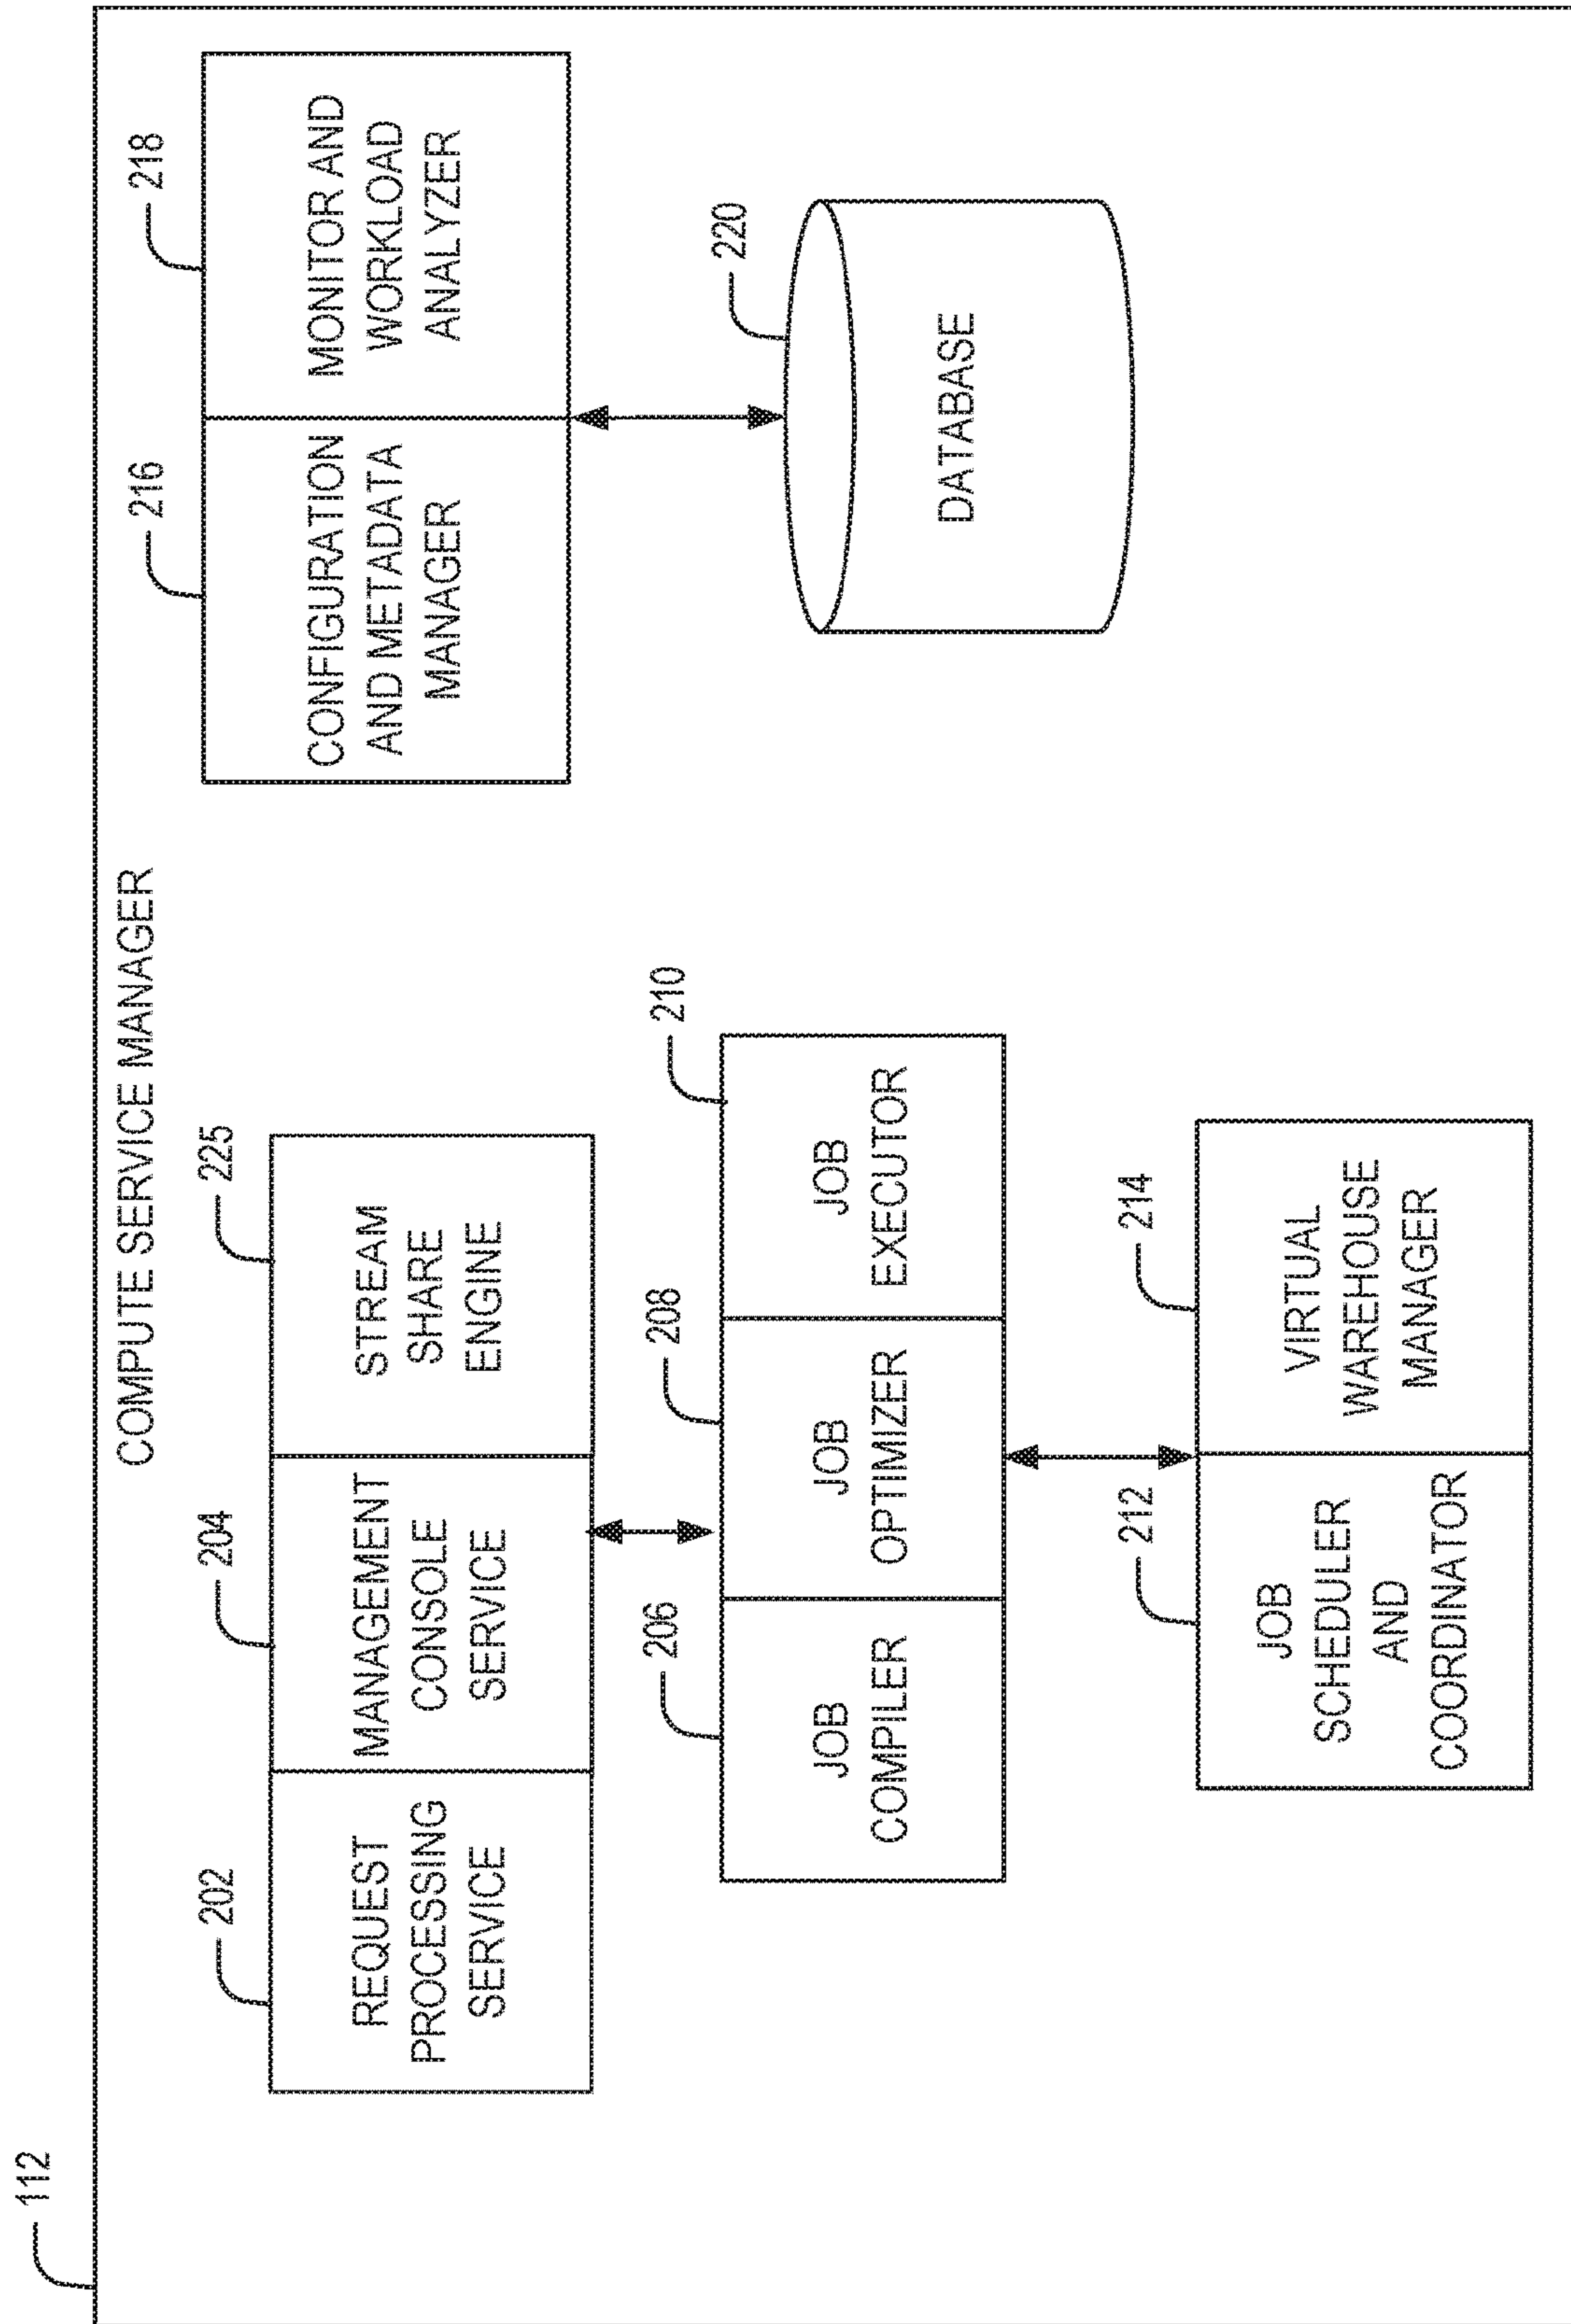 112
COMPUTE SERVICE MANAGER
202
REQUEST
PROCESSING
SERVICE
204
MANAGEMENT
CONSOLE
SERVICE
225
STREAM
SHARE
ENGINE
206
JOB
COMPILER
208
JOB
OPTIMIZER
210
JOB
EXECUTOR
212
JOB
SCHEDULER
AND
COORDINATOR
214
VIRTUAL
WAREHOUSE
MANAGER
216
CONFIGURATION
AND METADATA
MANAGER
218
MONITOR AND
WORKLOAD
ANALYZER
220
DATABASE